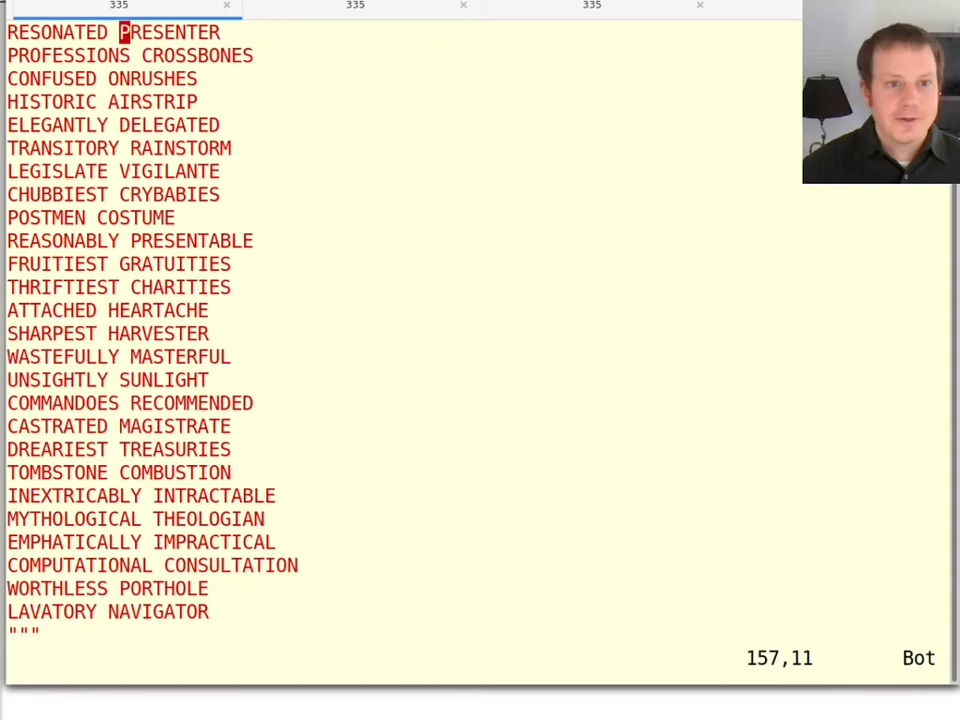 335 × 335 × 335 ×
RESONATED PRESENTER
PROFESSIONS CROSSBONES
CONFUSED ONRUSHES
HISTORIC AIRSTRIP
ELEGANTLY DELEGATED
TRANSITORY RAINSTORM
LEGISLATE VIGILANTE
CHUBBIEST CRYBABIES
POSTMEN COSTUME
REASONABLY PRESENTABLE
FRUITIEST GRATUITIES
THRIFTIEST CHARITIES
ATTACHED HEARTACHE
SHARPEST HARVESTER
WASTEFULLY MASTERFUL
UNSIGHTLY SUNLIGHT
COMMANDOES RECOMMENDED
CASTRATED MAGISTRATE
DREARIEST TREASURIES
TOMBSTONE COMBUSTION
INEXTRICABLY INTRACTABLE
MYTHOLOGICAL THEOLOGIAN
EMPHATICALLY IMPRACTICAL
COMPUTATIONAL CONSULTATION
WORTHLESS PORTHOLE
LAVATORY NAVIGATOR
"""
157,11 Bot